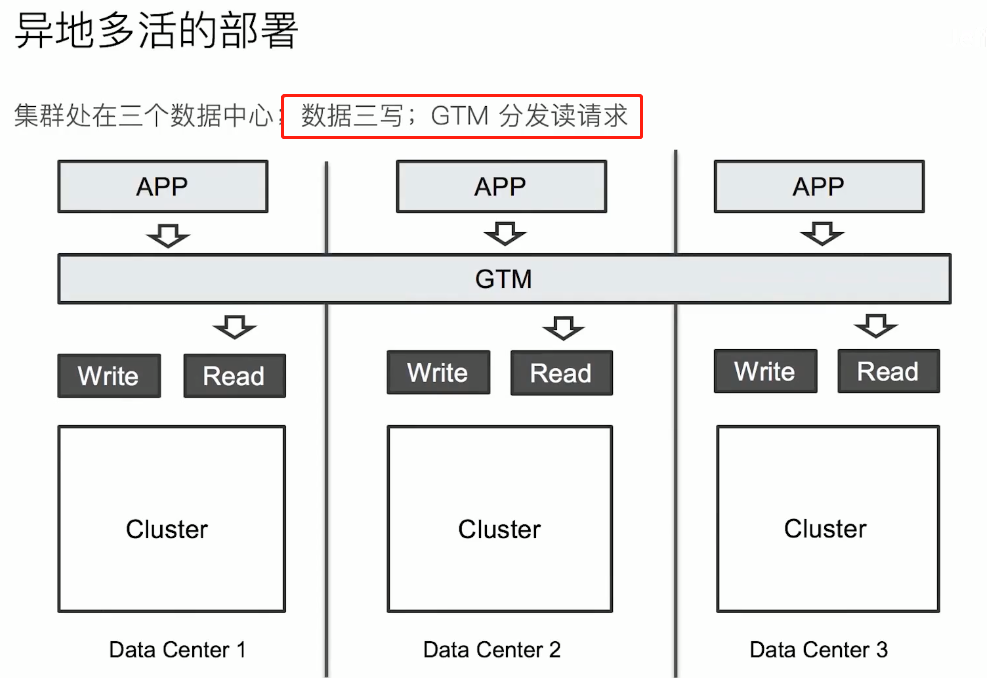 异地多活的部署
集群处在三个数据中心；数据三写；GTM 分发读请求
APP APP APP
GTM
Write Read Write Read Write Read
Cluster Cluster Cluster
Data Center 1 Data Center 2 Data Center 3